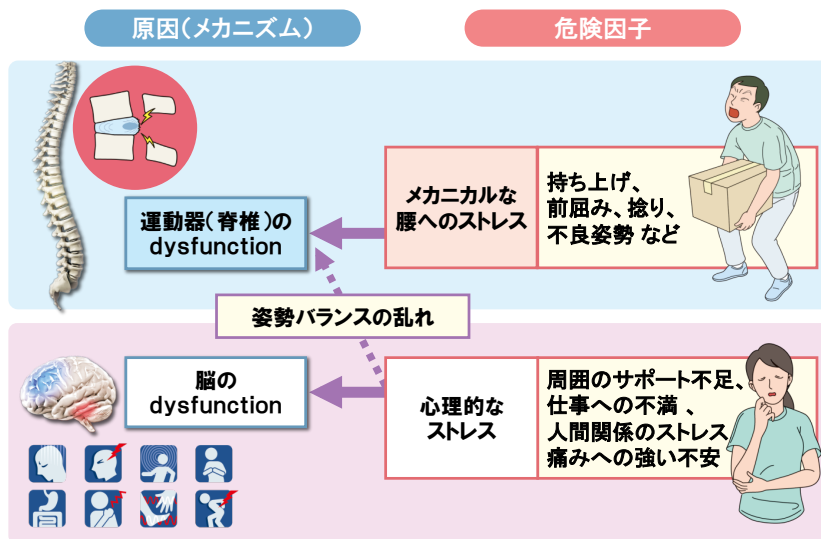 原因（メカニズム）
危険因子
運動器（脊椎）の
dysfunction
メカニカルな
腰へのストレス
持ち上げ、
前屈み、捻り、
不良姿勢 など
姿勢バランスの乱れ
脳の
dysfunction
心理的な
ストレス
周囲のサポート不足、
仕事への不満 、
人間関係のストレス
痛みへの強い不安